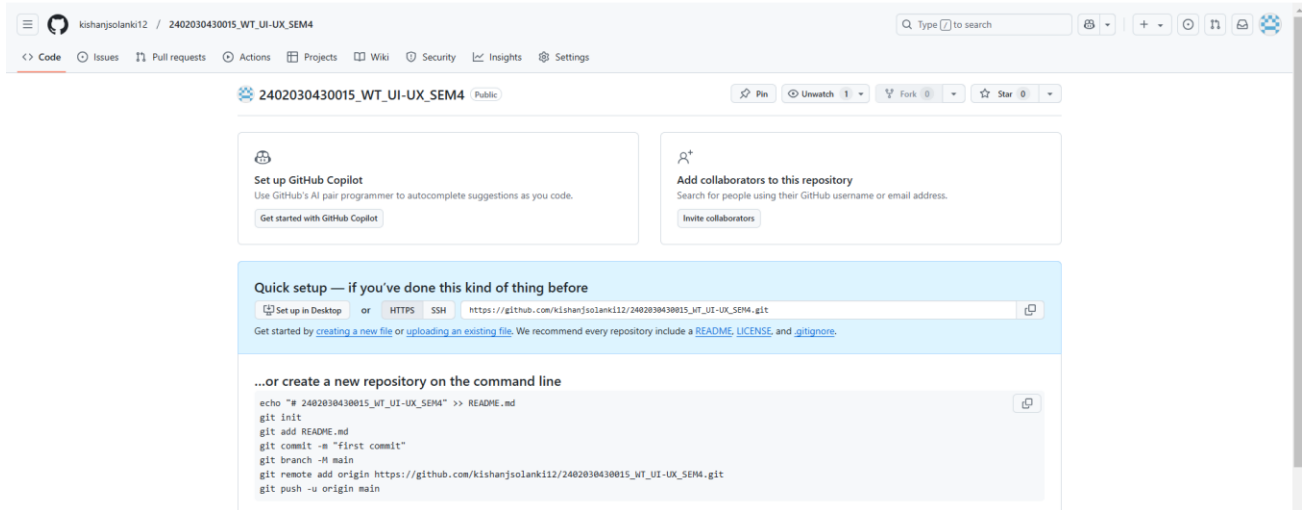 kishanjsolanki12 / 2402030430015_WT_UI-UX_SEM4
Type / to search
Code Issues Pull requests Actions Projects Wiki Security Insights Settings
2402030430015_WT_UI-UX_SEM4 Public
Pin Unwatch 1 Fork 0 Star 0
Set up GitHub Copilot
Use GitHub's AI pair programmer to autocomplete suggestions as you code.
Get started with GitHub Copilot
Add collaborators to this repository
Search for people using their GitHub username or email address.
Invite collaborators
Quick setup — if you've done this kind of thing before
Set up in Desktop or HTTPS SSH https://github.com/kishanjsolanki12/2402030430015_WT_UI-UX_SEM4.git
Get started by creating a new file or uploading an existing file. We recommend every repository include a README, LICENSE, and .gitignore.
...or create a new repository on the command line
echo "# 2402030430015_WT_UI-UX_SEM4" >> README.md
git init
git add README.md
git commit -m "first commit"
git branch -M main
git remote add origin https://github.com/kishanjsolanki12/2402030430015_WT_UI-UX_SEM4.git
git push -u origin main